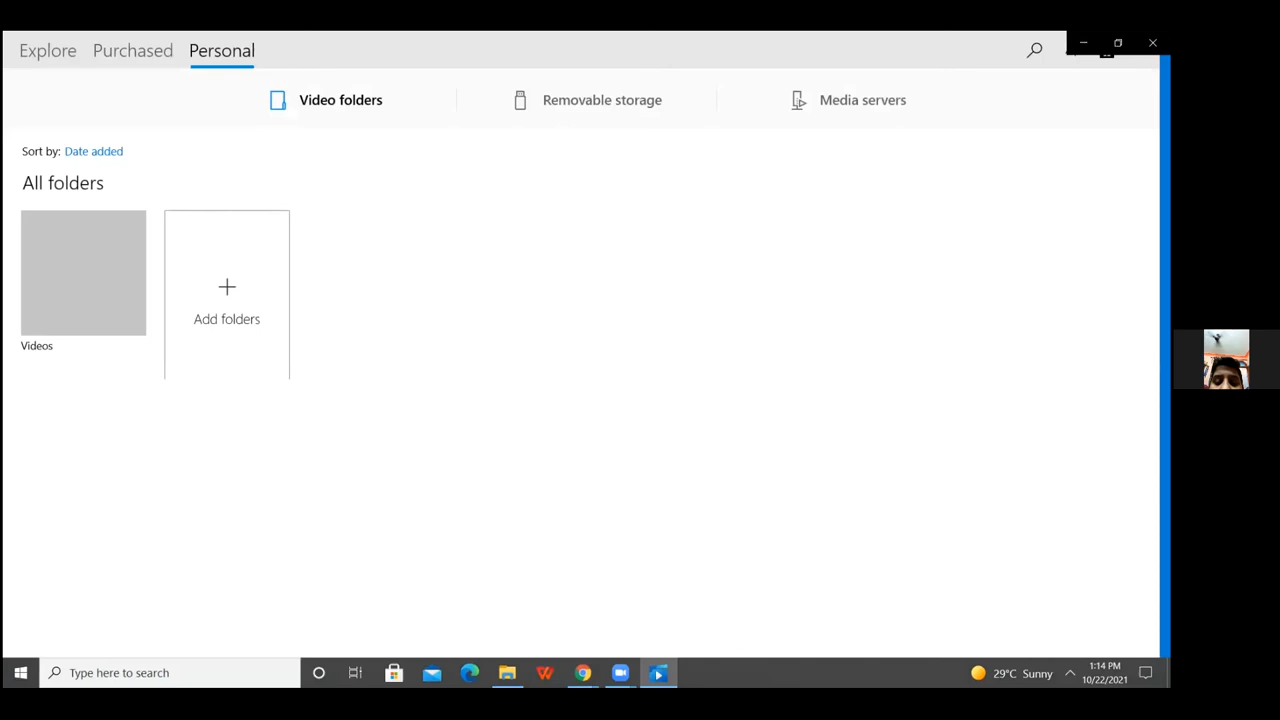 Explore Purchased Personal
Video folders Removable storage Media servers
Sort by: Date added
All folders
Add folders
Videos
Type here to search
29°C Sunny
1:14 PM
10/22/2021